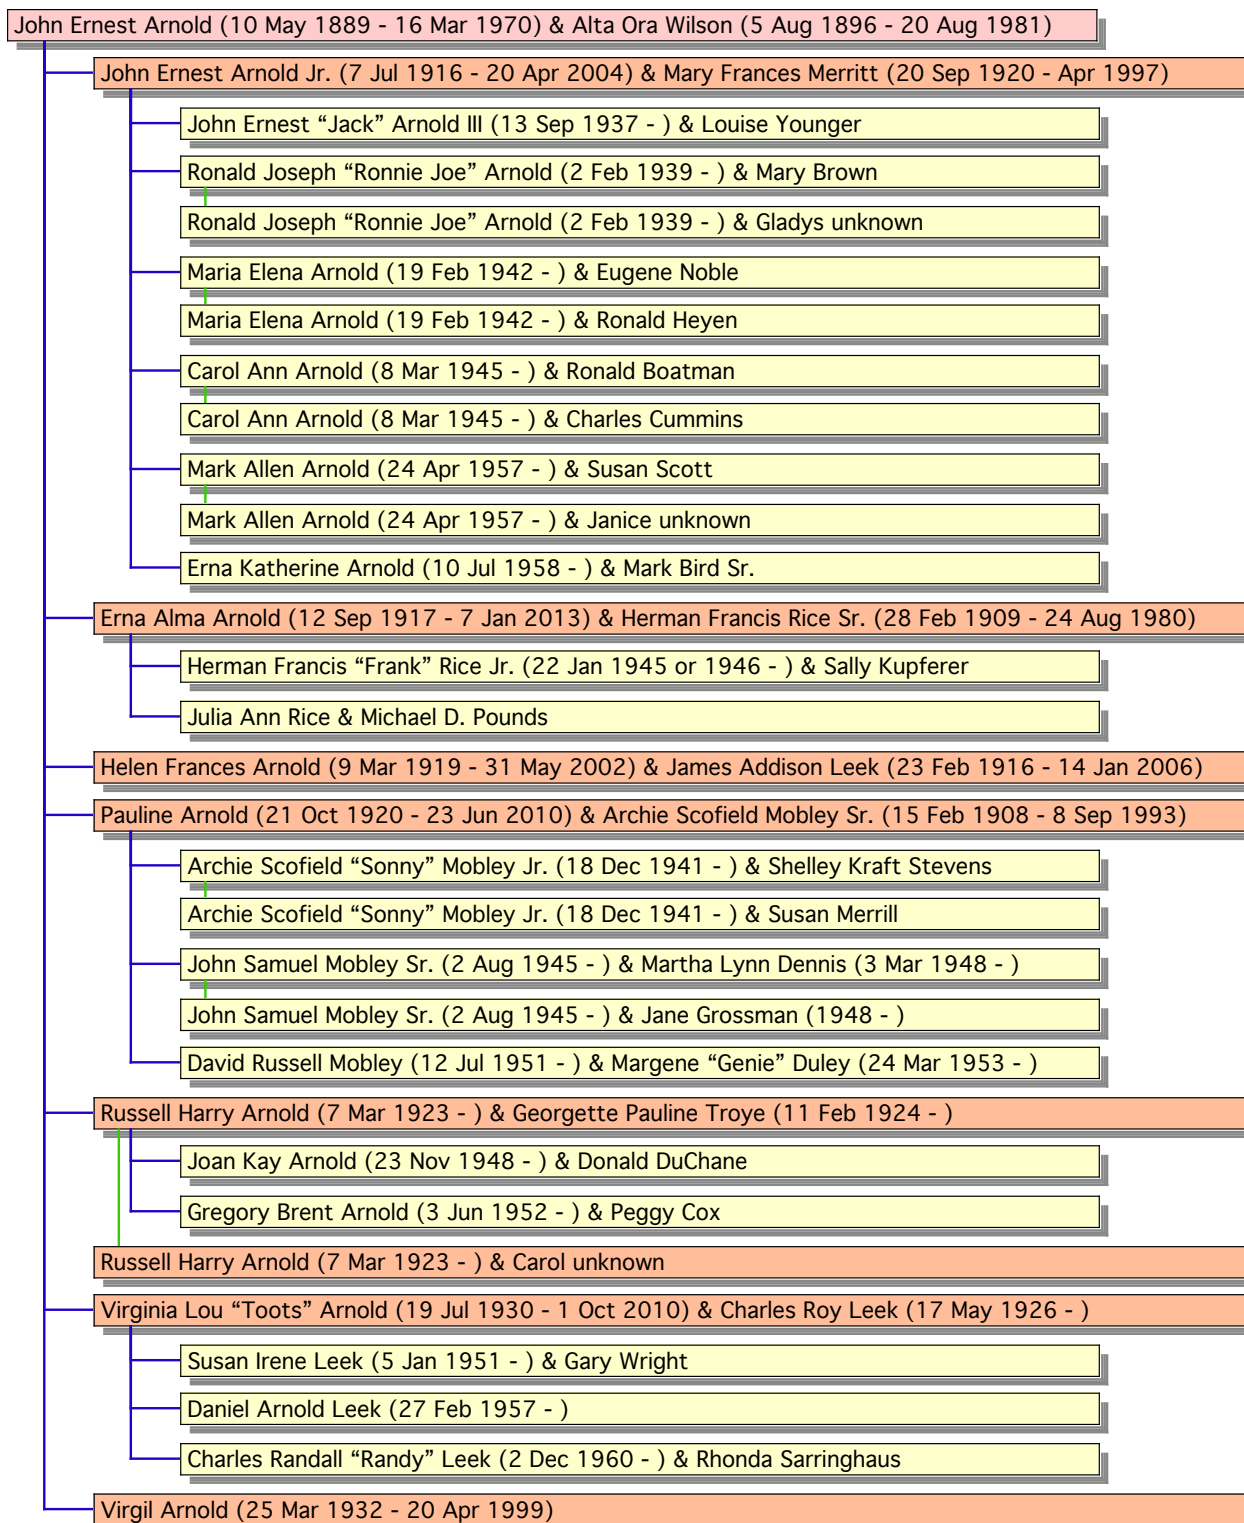 John Ernest Arnold (10 May 1889 - 16 Mar 1970) & Alta Ora Wilson (5 Aug 1896 - 20 Aug 1981)
John Ernest Arnold Jr. (7 Jul 1916 - 20 Apr 2004) & Mary Frances Merritt (20 Sep 1920 - Apr 1997)
John Ernest “Jack” Arnold III (13 Sep 1937 - ) & Louise Younger
Ronald Joseph “Ronnie Joe” Arnold (2 Feb 1939 - ) & Mary Brown
Ronald Joseph “Ronnie Joe” Arnold (2 Feb 1939 - ) & Gladys unknown
Maria Elena Arnold (19 Feb 1942 - ) & Eugene Noble
Maria Elena Arnold (19 Feb 1942 - ) & Ronald Heyen
Carol Ann Arnold (8 Mar 1945 - ) & Ronald Boatman
Carol Ann Arnold (8 Mar 1945 - ) & Charles Cummins
Mark Allen Arnold (24 Apr 1957 - ) & Susan Scott
Mark Allen Arnold (24 Apr 1957 - ) & Janice unknown
Erna Katherine Arnold (10 Jul 1958 - ) & Mark Bird Sr.
Erna Alma Arnold (12 Sep 1917 - 7 Jan 2013) & Herman Francis Rice Sr. (28 Feb 1909 - 24 Aug 1980)
Herman Francis “Frank” Rice Jr. (22 Jan 1945 or 1946 - ) & Sally Kupferer
Julia Ann Rice & Michael D. Pounds
Helen Frances Arnold (9 Mar 1919 - 31 May 2002) & James Addison Leek (23 Feb 1916 - 14 Jan 2006)
Pauline Arnold (21 Oct 1920 - 23 Jun 2010) & Archie Scofield Mobley Sr. (15 Feb 1908 - 8 Sep 1993)
Archie Scofield “Sonny” Mobley Jr. (18 Dec 1941 - ) & Shelley Kraft Stevens
Archie Scofield “Sonny” Mobley Jr. (18 Dec 1941 - ) & Susan Merrill
John Samuel Mobley Sr. (2 Aug 1945 - ) & Martha Lynn Dennis (3 Mar 1948 - )
John Samuel Mobley Sr. (2 Aug 1945 - ) & Jane Grossman (1948 - )
David Russell Mobley (12 Jul 1951 - ) & Margene “Genie” Duley (24 Mar 1953 - )
Russell Harry Arnold (7 Mar 1923 - ) & Georgette Pauline Troye (11 Feb 1924 - )
Joan Kay Arnold (23 Nov 1948 - ) & Donald DuChane
Gregory Brent Arnold (3 Jun 1952 - ) & Peggy Cox
Russell Harry Arnold (7 Mar 1923 - ) & Carol unknown
Virginia Lou “Toots” Arnold (19 Jul 1930 - 1 Oct 2010) & Charles Roy Leek (17 May 1926 - )
Susan Irene Leek (5 Jan 1951 - ) & Gary Wright
Daniel Arnold Leek (27 Feb 1957 - )
Charles Randall “Randy” Leek (2 Dec 1960 - ) & Rhonda Sarringhaus
Virgil Arnold (25 Mar 1932 - 20 Apr 1999)